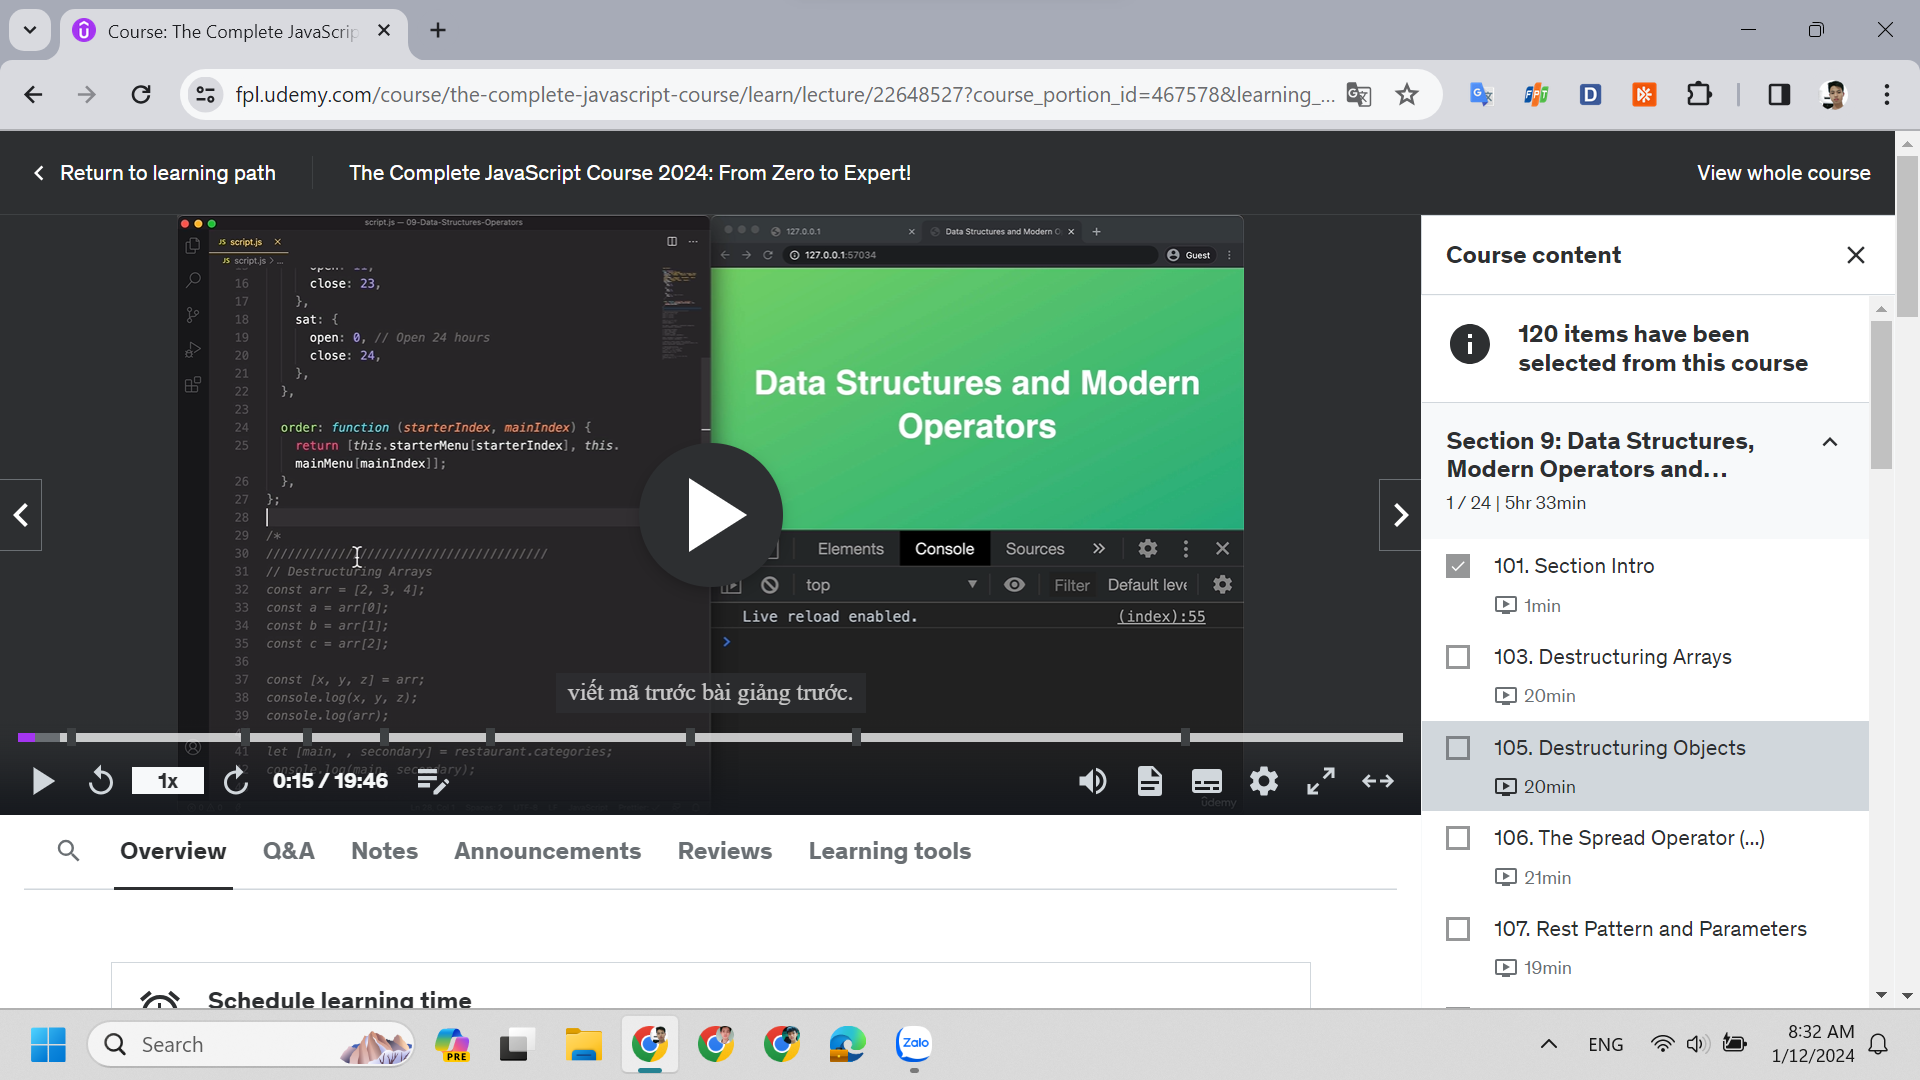 Course: The Complete JavaScrip
fpl.udemy.com/course/the-complete-javascript-course/learn/lecture/22648527?course_portion_id=467578&learning_...
Return to learning path
The Complete JavaScript Course 2024: From Zero to Expert!
View whole course
script.js — 09-Data-Structures-Operators
JS script.js
JS script.js > ...
16 close: 23,
17 },
18 sat: {
19 open: 0, // Open 24 hours
20 close: 24,
21 },
22 },
23
24 order: function (starterIndex, mainIndex) {
25 return [this.starterMenu[starterIndex], this.
mainMenu[mainIndex]];
26 },
27 };
28
29 /*
30 ///////////////////////////////////////
31 // Destructuring Arrays
32 const arr = [2, 3, 4];
33 const a = arr[0];
34 const b = arr[1];
35 const c = arr[2];
36
37 const [x, y, z] = arr;
38 console.log(x, y, z);
39 console.log(arr);
41 let [main, , secondary] = restaurant.categories;
console.log(main, secondary);
127.0.0.1
Data Structures and Modern O
127.0.0.1:57034
Guest
Data Structures and Modern
Operators
Elements
Console
Sources
top
Filter
Default leve
Live reload enabled.
(index):55
viết mã trước bài giảng trước.
1x
0:15 / 19:46
udemy
Course content
120 items have been
selected from this course
Section 9: Data Structures,
Modern Operators and...
1 / 24 | 5hr 33min
101. Section Intro
1min
103. Destructuring Arrays
20min
105. Destructuring Objects
20min
106. The Spread Operator (...)
21min
107. Rest Pattern and Parameters
19min
Overview
Q&A
Notes
Announcements
Reviews
Learning tools
Schedule learning time
Search
PRE
Zalo
ENG
8:32 AM
1/12/2024